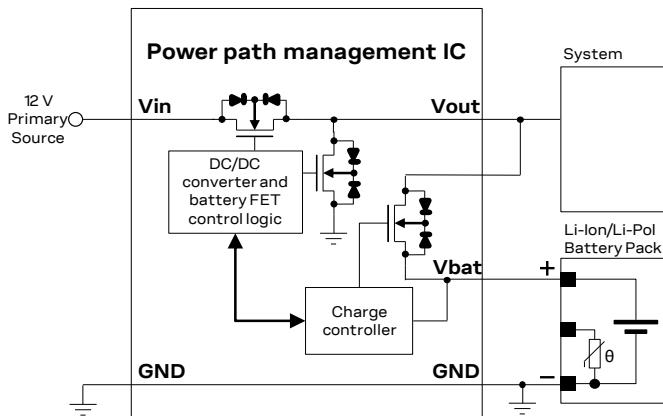 Power path management IC
System
12 V
Primary
Source
Vin
Vout
DC/DC
converter and
battery FET
control logic
Li-Ion/Li-Pol
Battery Pack
Vbat
+
Charge
controller
θ
GND
GND
−